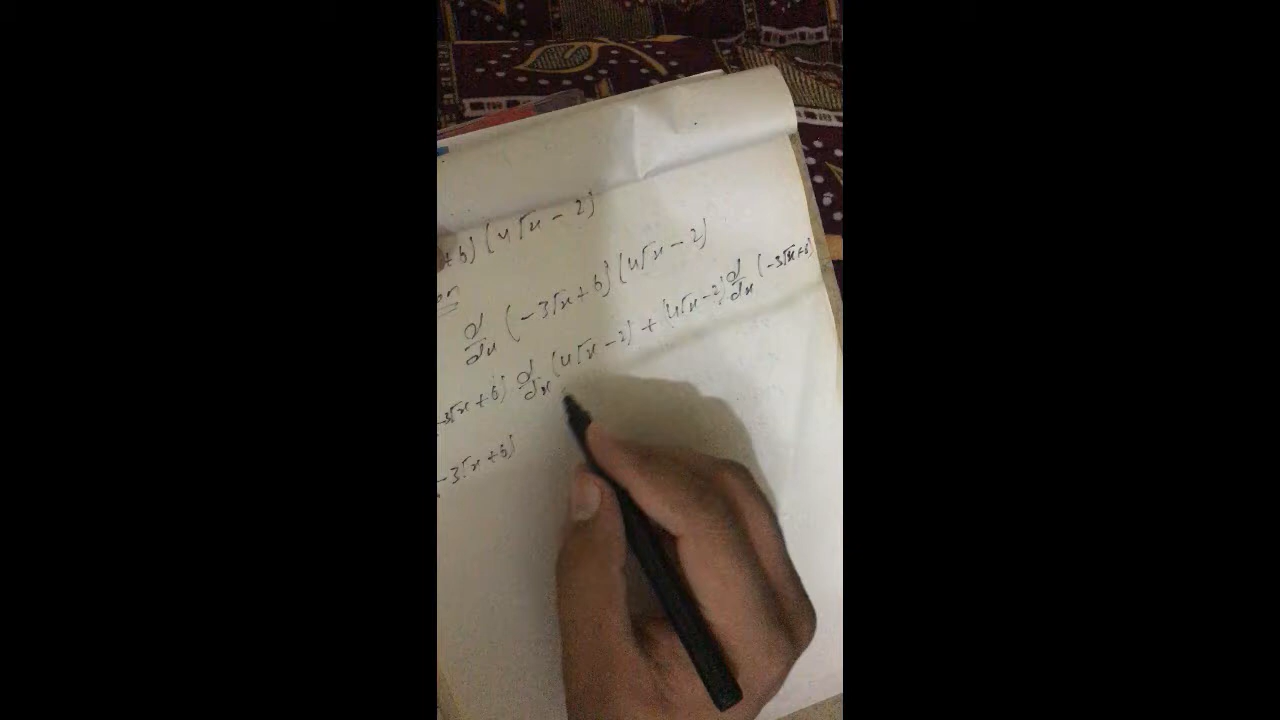 +6) (4√x - 2)
on
d/dx (-3√x + 6) (4√x - 2)
-3√x + 6) d/dx (4√x - 2) + (4√x - 2) d/dx (-3√x + 6)
-3√x + 6)